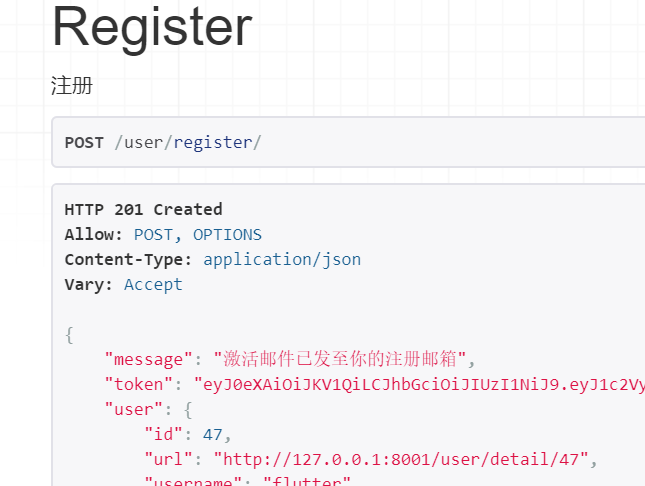 Register
注册
POST /user/register/
HTTP 201 Created
Allow: POST, OPTIONS
Content-Type: application/json
Vary: Accept
{
"message": "激活邮件已发至你的注册邮箱",
"token": "eyJ0eXAiOiJKV1QiLCJhbGciOiJIUzI1NiJ9.eyJ1c2Vy
"user": {
"id": 47,
"url": "http://127.0.0.1:8001/user/detail/47",
"username": "flutter"